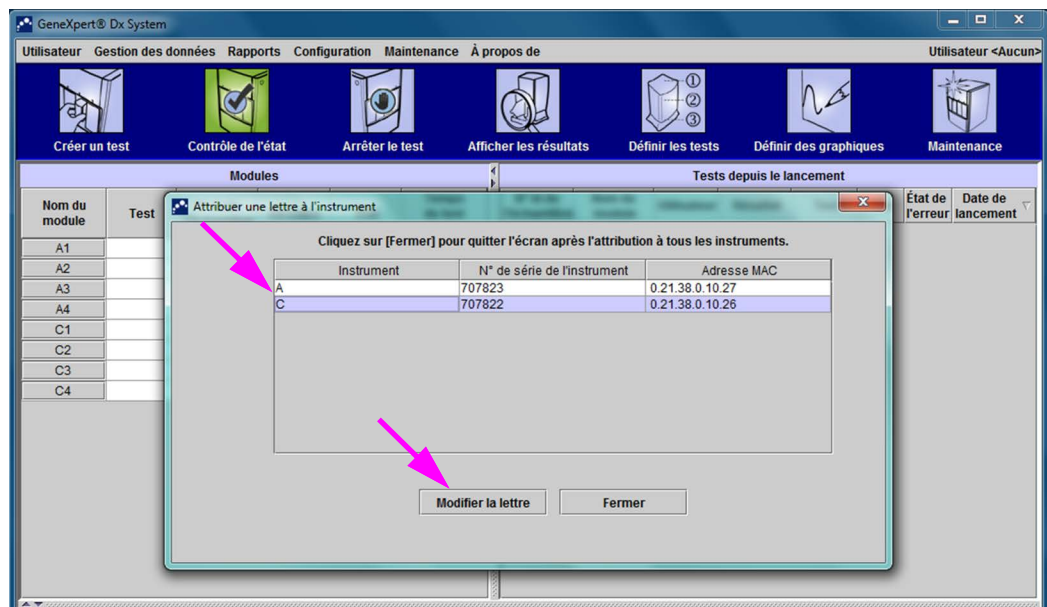 GeneXpert® Dx System
Utilisateur Gestion des données Rapports Configuration Maintenance À propos de Utilisateur <Aucun>
① ② ③
Créer un test Contrôle de l'état Arrêter le test Afficher les résultats Définir les tests Définir des graphiques Maintenance
Modules Tests depuis le lancement
Nom du module Test État de l'erreur Date de lancement
Attribuer une lettre à l'instrument
Cliquez sur [Fermer] pour quitter l'écran après l'attribution à tous les instruments.
Instrument N° de série de l'instrument Adresse MAC
A 707823 0.21.38.0.10.27
C 707822 0.21.38.0.10.26
A1
A2
A3
A4
C1
C2
C3
C4
Modifier la lettre Fermer